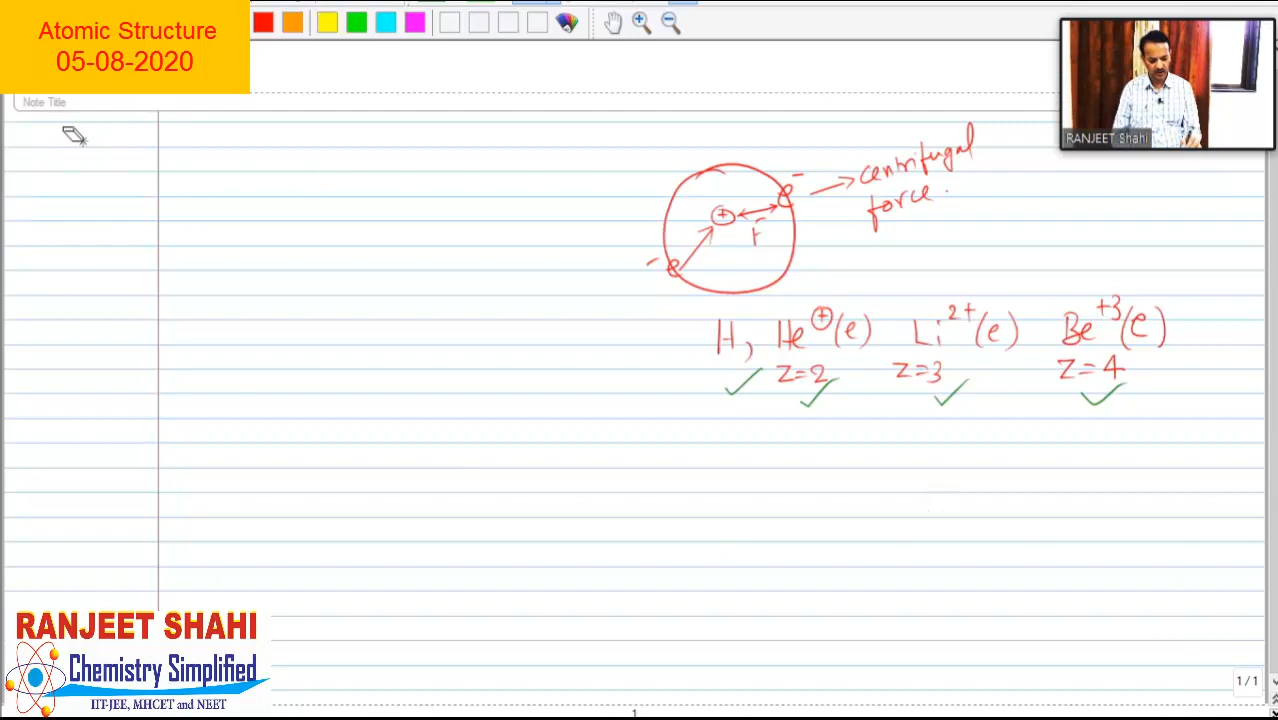 Atomic Structure
05-08-2020
Note Title
RANJEET Shahi
e⁻ → centrifugal
force.
+
F
e⁻
H, He⊕(e) Li²⁺(e) Be⁺³(e)
Z=2 Z=3 Z=4
RANJEET SHAHI
Chemistry Simplified
IIT-JEE, MHCET and NEET
1/1
1